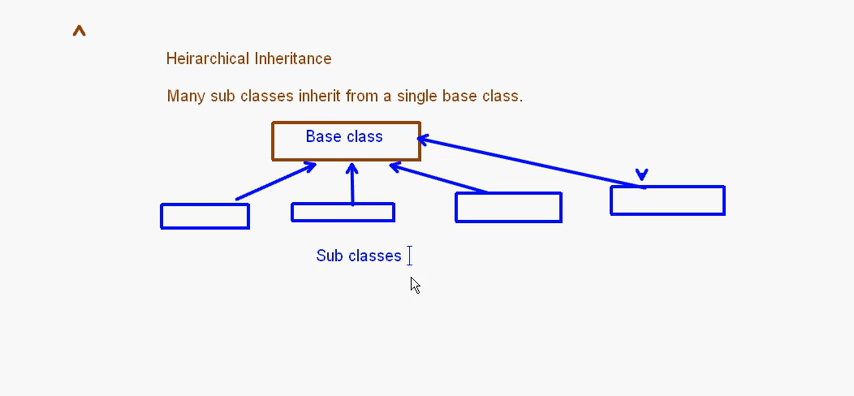 Heirarchical Inheritance
Many sub classes inherit from a single base class.
Base class
Sub classes